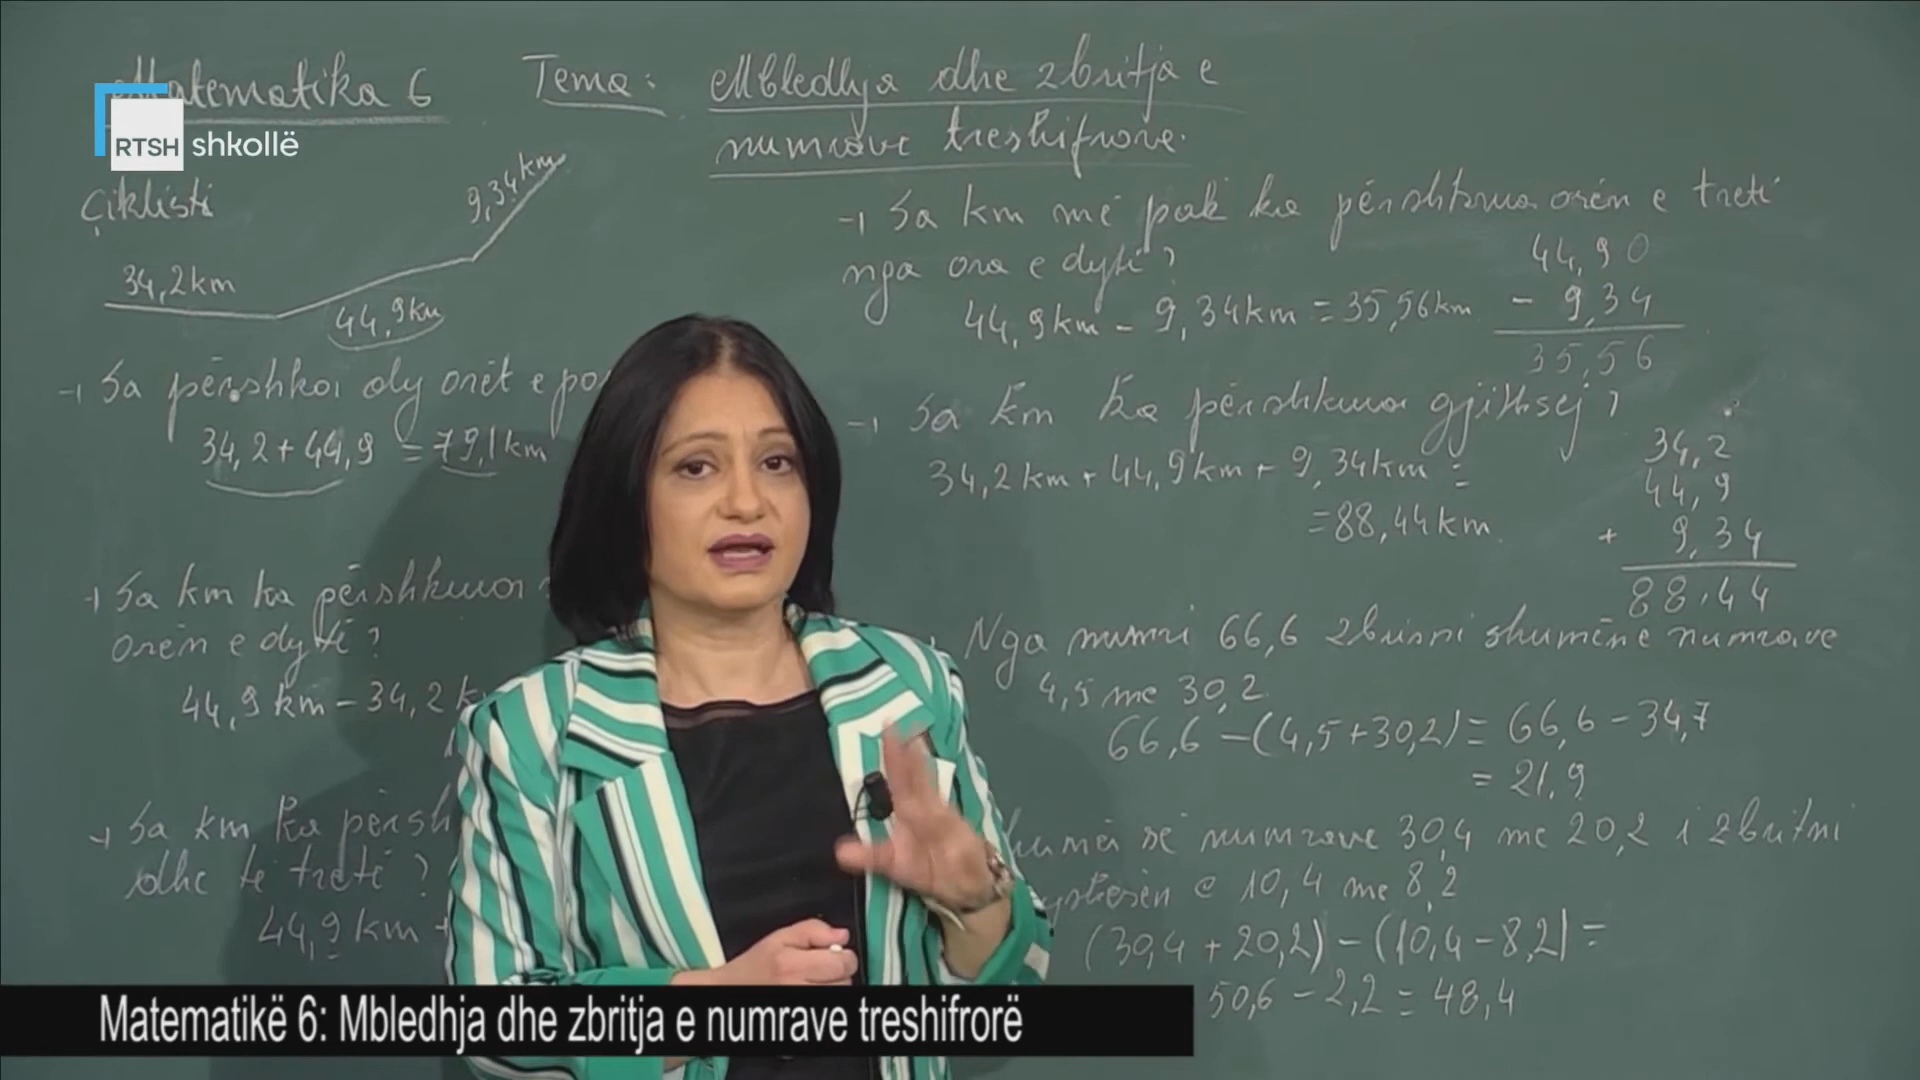 Matematika 6
Tema:
Mbledhja dhe zbritja e
numrave treshifrore.
RTSH shkollë
Çiklisti
34,2km
44,9km
9,34km
Sa përshkoi dy orët e
34,2+44,9 = 79,1km
Sa km ka përshkuar
orën e dytë?
44,9 km - 34,2
Sa km ka
dhe të tretë?
44,9 km +
Sa km më pak ka përshkrua orën e tretë
nga ora e dytë?
44,9km - 9,34km = 35,56km
44,90
- 9,34
35,56
Sa km ka përshkuar gjithsej?
34,2km + 44,9km + 9,34km =
= 88,44km
34,2
44,9
+ 9,34
88,44
Nga numri 66,6 zbrisni shumën e numrave
4,5 me 30,2
66,6 - (4,5+30,2) = 66,6 - 34,7
= 21,9
së numrave 30,4 me 20,2 i zbritni
e 10,4 me 8,2
(30,4 + 20,2) - (10,4 - 8,2) =
50,6 - 2,2 = 48,4
Matematikë 6: Mbledhja dhe zbritja e numrave treshifrorë